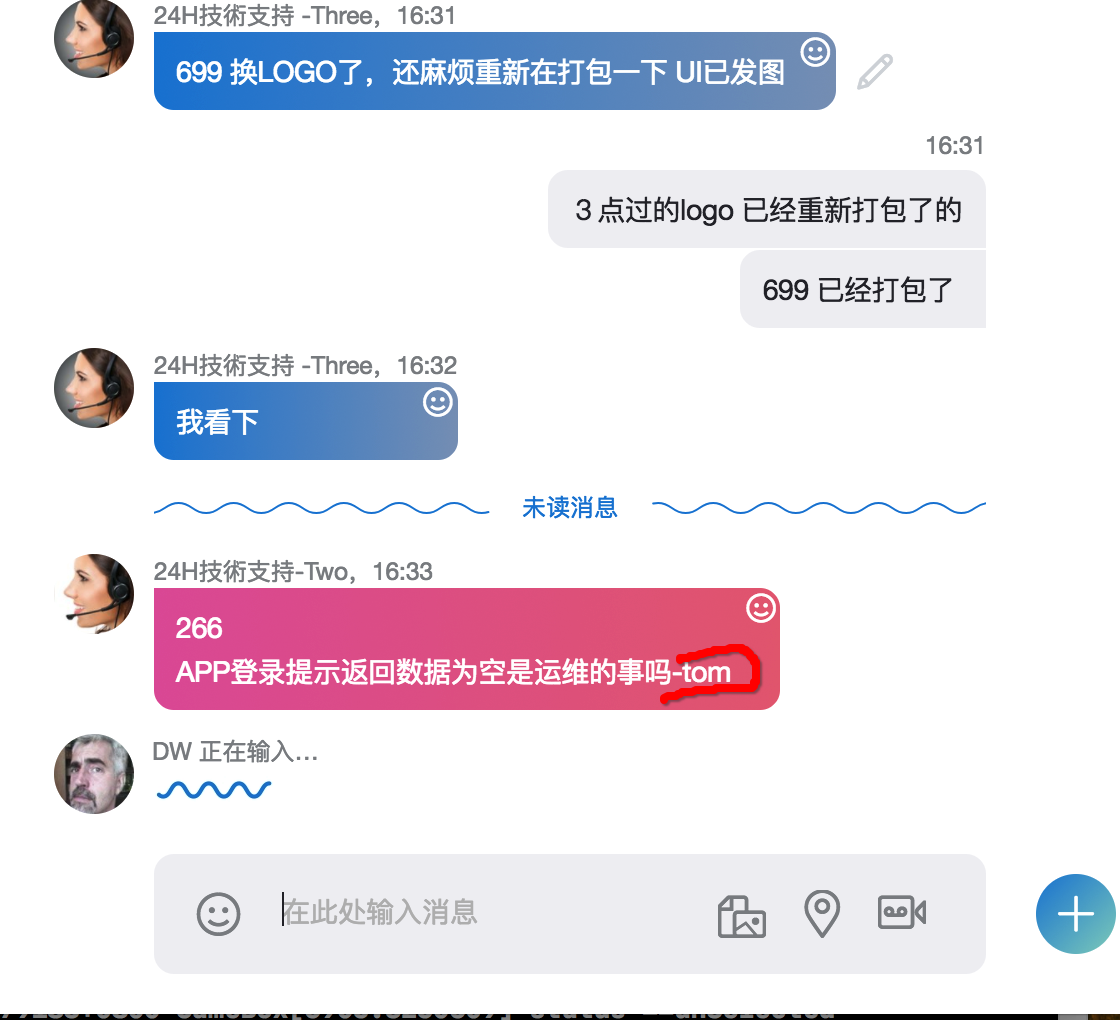 24H技術支持 -Three，16:31
699 换LOGO了，还麻烦重新在打包一下 UI已发图
16:31
3 点过的logo 已经重新打包了的
699 已经打包了
24H技術支持 -Three，16:32
我看下
未读消息
24H技術支持-Two，16:33
266
APP登录提示返回数据为空是运维的事吗-tom
DW 正在输入...
在此处输入消息